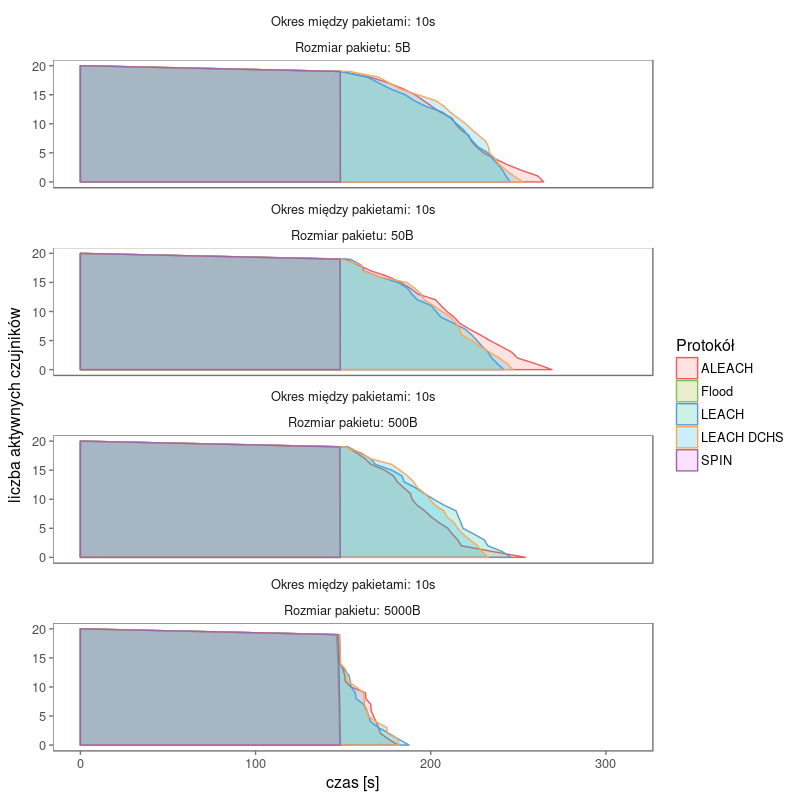 Okres między pakietami: 10s
Rozmiar pakietu: 5B
20
15
10
5
0
Okres między pakietami: 10s
Rozmiar pakietu: 50B
20
15
10
5
0
Okres między pakietami: 10s
Rozmiar pakietu: 500B
20
15
10
5
0
Okres między pakietami: 10s
Rozmiar pakietu: 5000B
20
15
10
5
0
0 100 200 300
czas [s]
liczba aktywnych czujników
Protokół
ALEACH
Flood
LEACH
LEACH DCHS
SPIN